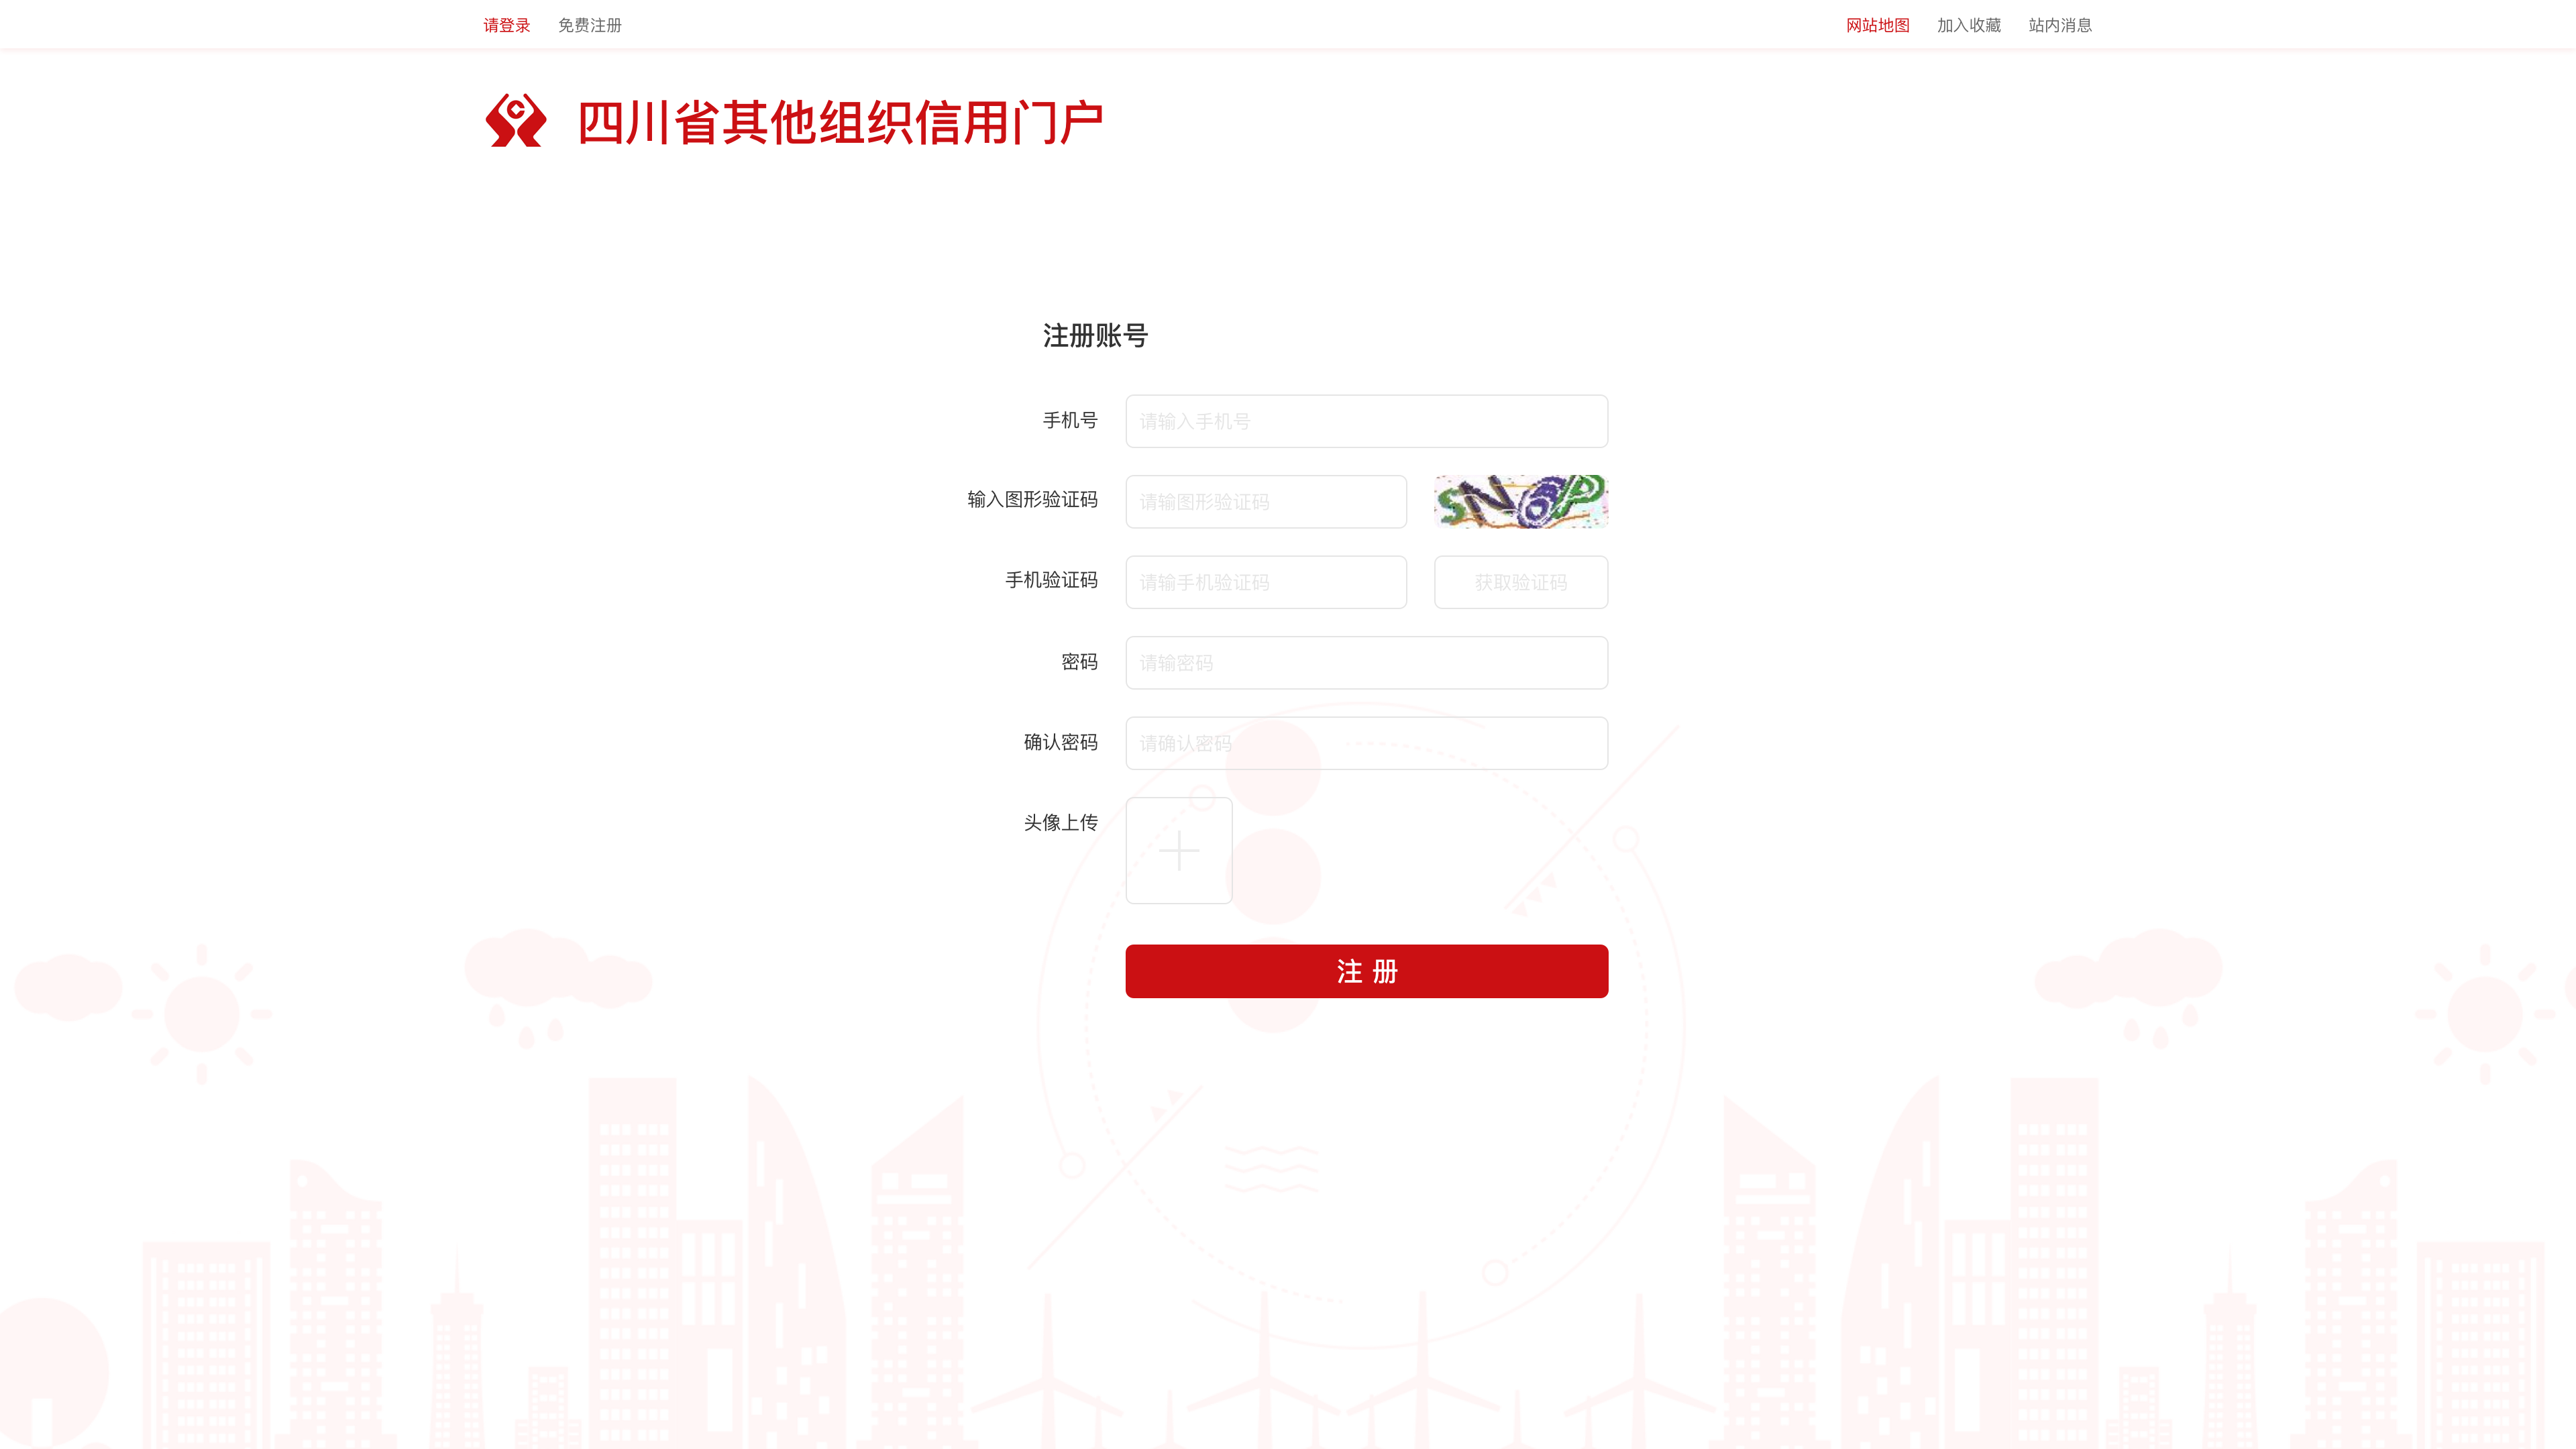 请登录 免费注册 网站地图 加入收藏 站内消息
四川省其他组织信用门户
注册账号
手机号 请输入手机号
输入图形验证码 请输图形验证码
手机验证码 请输手机验证码 获取验证码
密码 请输密码
确认密码 请确认密码
头像上传
注 册